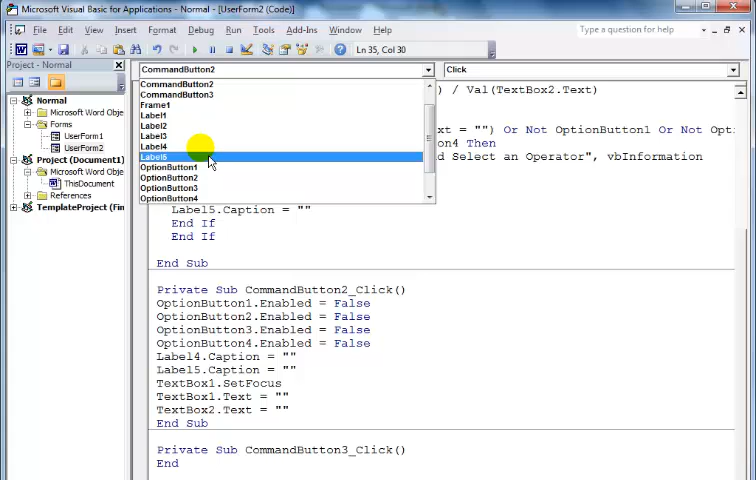 Microsoft Visual Basic for Applications - Normal - [UserForm2 (Code)]
File Edit View Insert Format Debug Run Tools Add-Ins Window Help
Type a question for help
Ln 35, Col 30
Project - Normal
CommandButton2
Click
CommandButton2
CommandButton3
Frame1
Label1
Label2
Label3
Label4
Label5
OptionButton1
OptionButton2
OptionButton3
OptionButton4
Normal
Microsoft Word Obje
Forms
UserForm1
UserForm2
Project (Document1)
Microsoft Word Obje
ThisDocument
References
TemplateProject (Fin
) / Val(TextBox2.Text)
xt = "") Or Not OptionButton1 Or Not Opti
on4 Then
d Select an Operator", vbInformation
Label5.Caption = ""
End If
End If
End Sub
Private Sub CommandButton2_Click()
OptionButton1.Enabled = False
OptionButton2.Enabled = False
OptionButton3.Enabled = False
OptionButton4.Enabled = False
Label4.Caption = ""
Label5.Caption = ""
TextBox1.SetFocus
TextBox1.Text = ""
TextBox2.Text = ""
End Sub
Private Sub CommandButton3_Click()
End